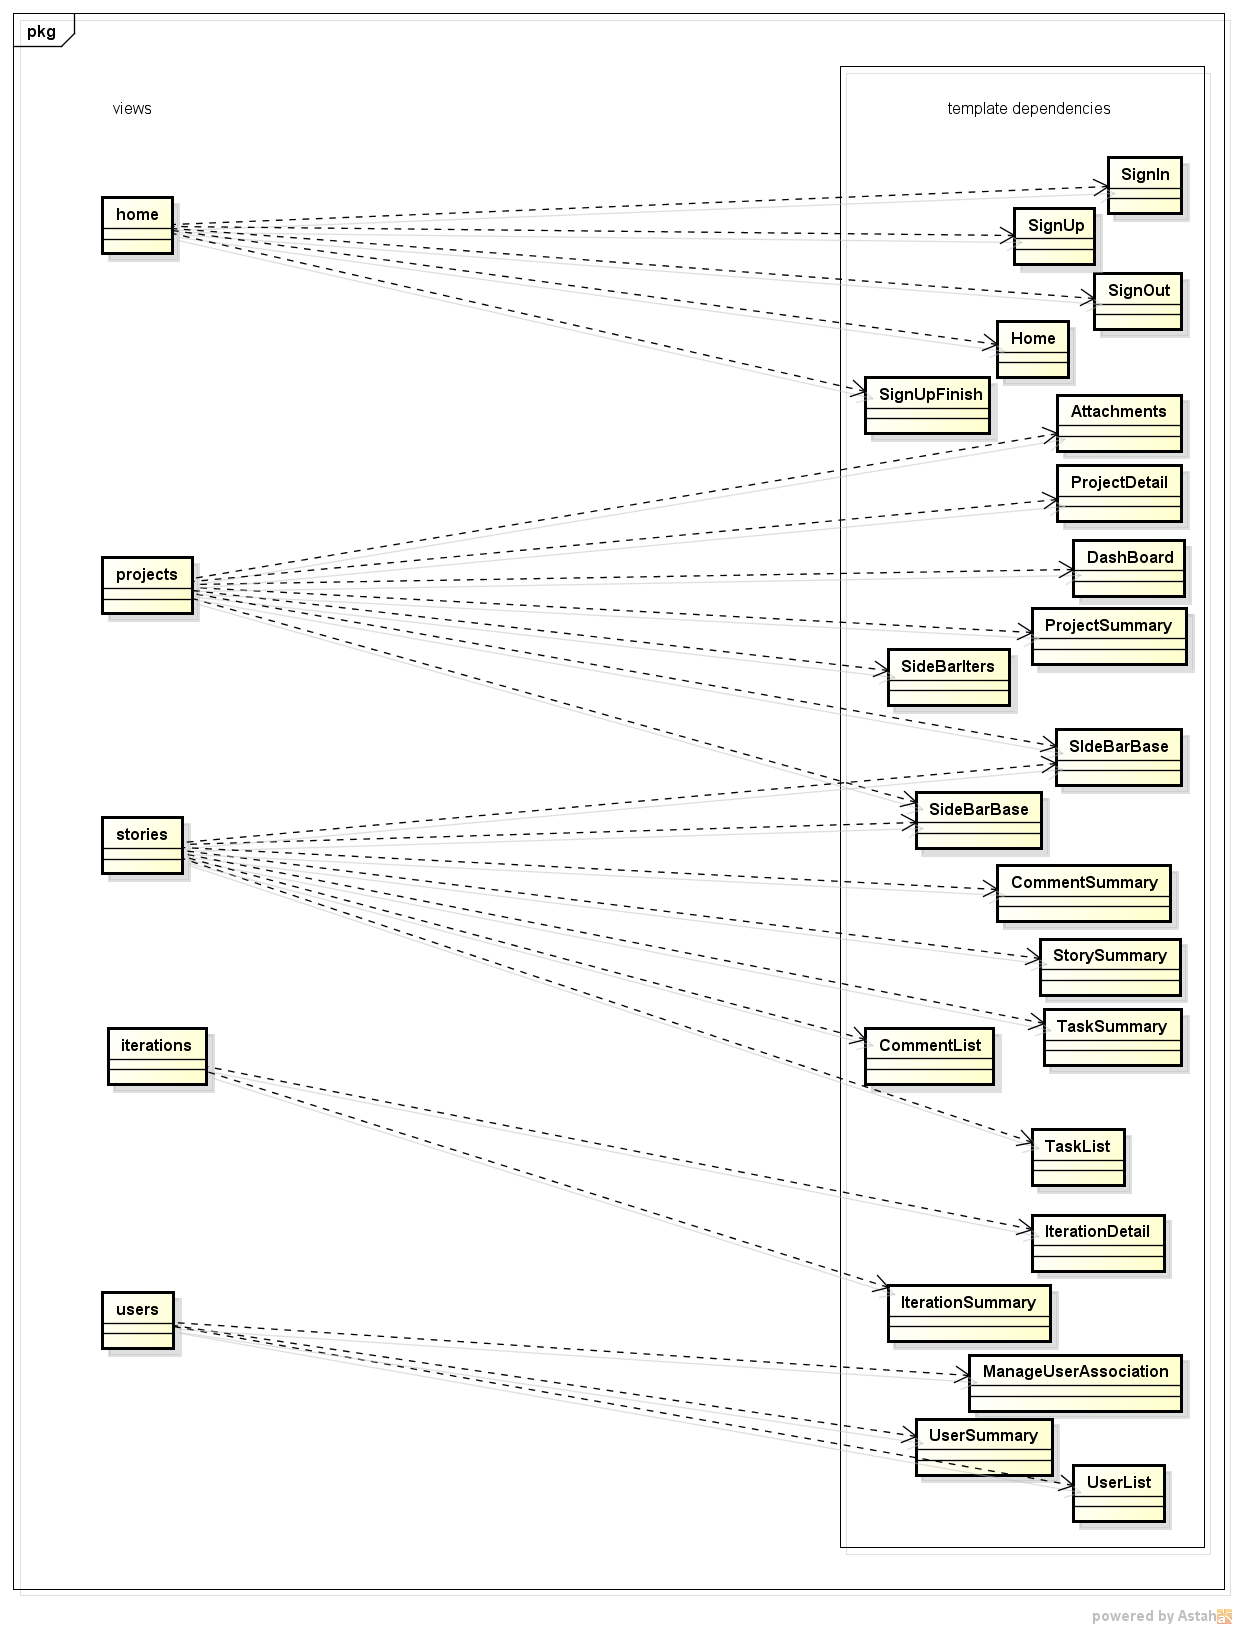 pkg
views
template dependencies
SignIn
home
SignUp
SignOut
Home
SignUpFinish
Attachments
ProjectDetail
DashBoard
projects
ProjectSummary
SideBarIters
SIdeBarBase
SideBarBase
stories
CommentSummary
StorySummary
TaskSummary
iterations
CommentList
TaskList
IterationDetail
IterationSummary
users
ManageUserAssociation
UserSummary
UserList
powered by Astah